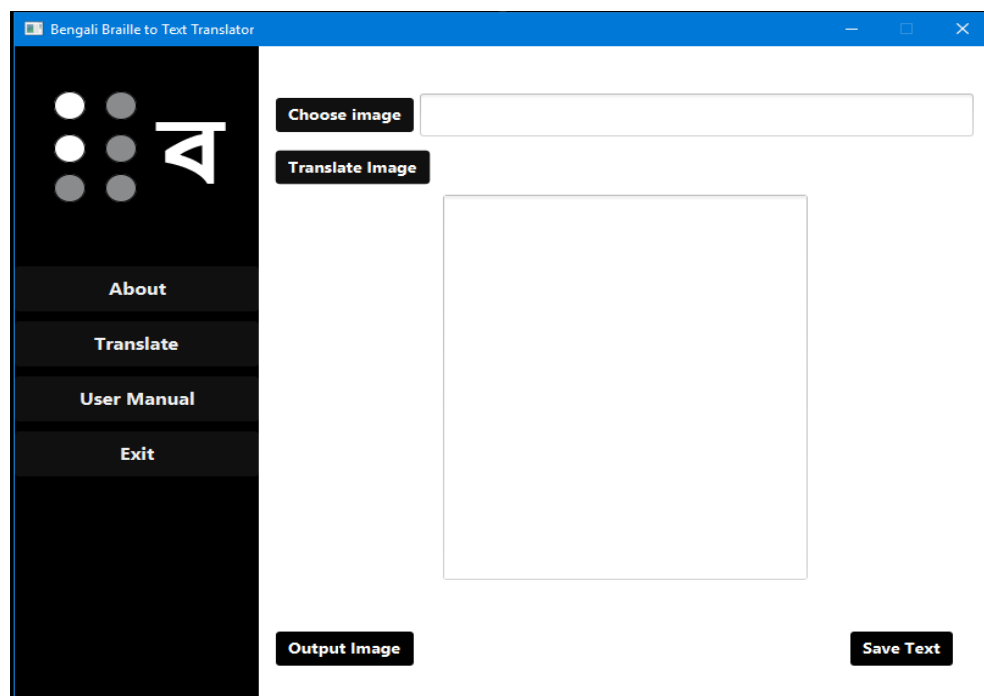 Bengali Braille to Text Translator
ব
Choose image
Translate Image
About
Translate
User Manual
Exit
Output Image
Save Text